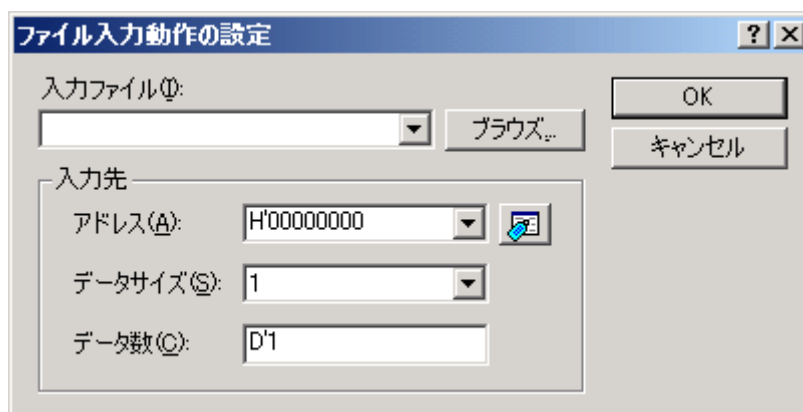 ファイル入力動作の設定
入力ファイル(I):
ブラウズ...
OK
キャンセル
入力先
アドレス(A): H'00000000
データサイズ(S): 1
データ数(C): D'1